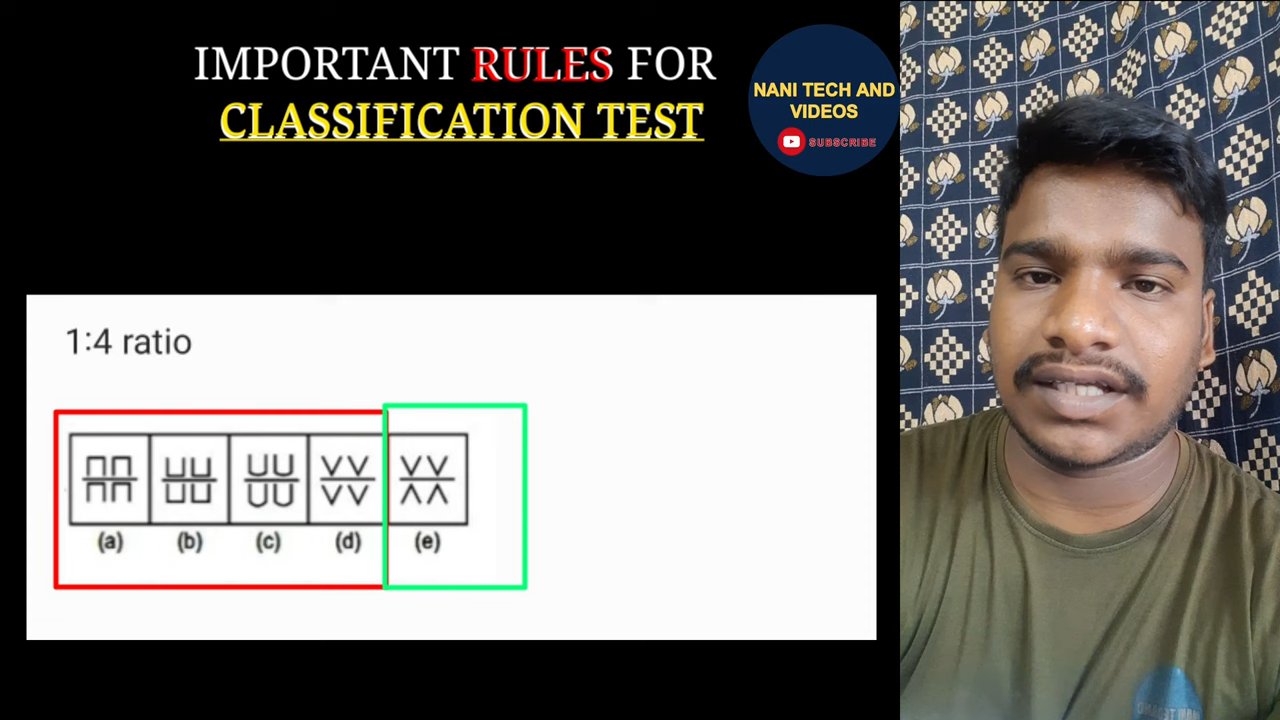 IMPORTANT RULES FOR
CLASSIFICATION TEST
NANI TECH AND
VIDEOS
SUBSCRIBE
1:4 ratio
(a) (b) (c) (d) (e)